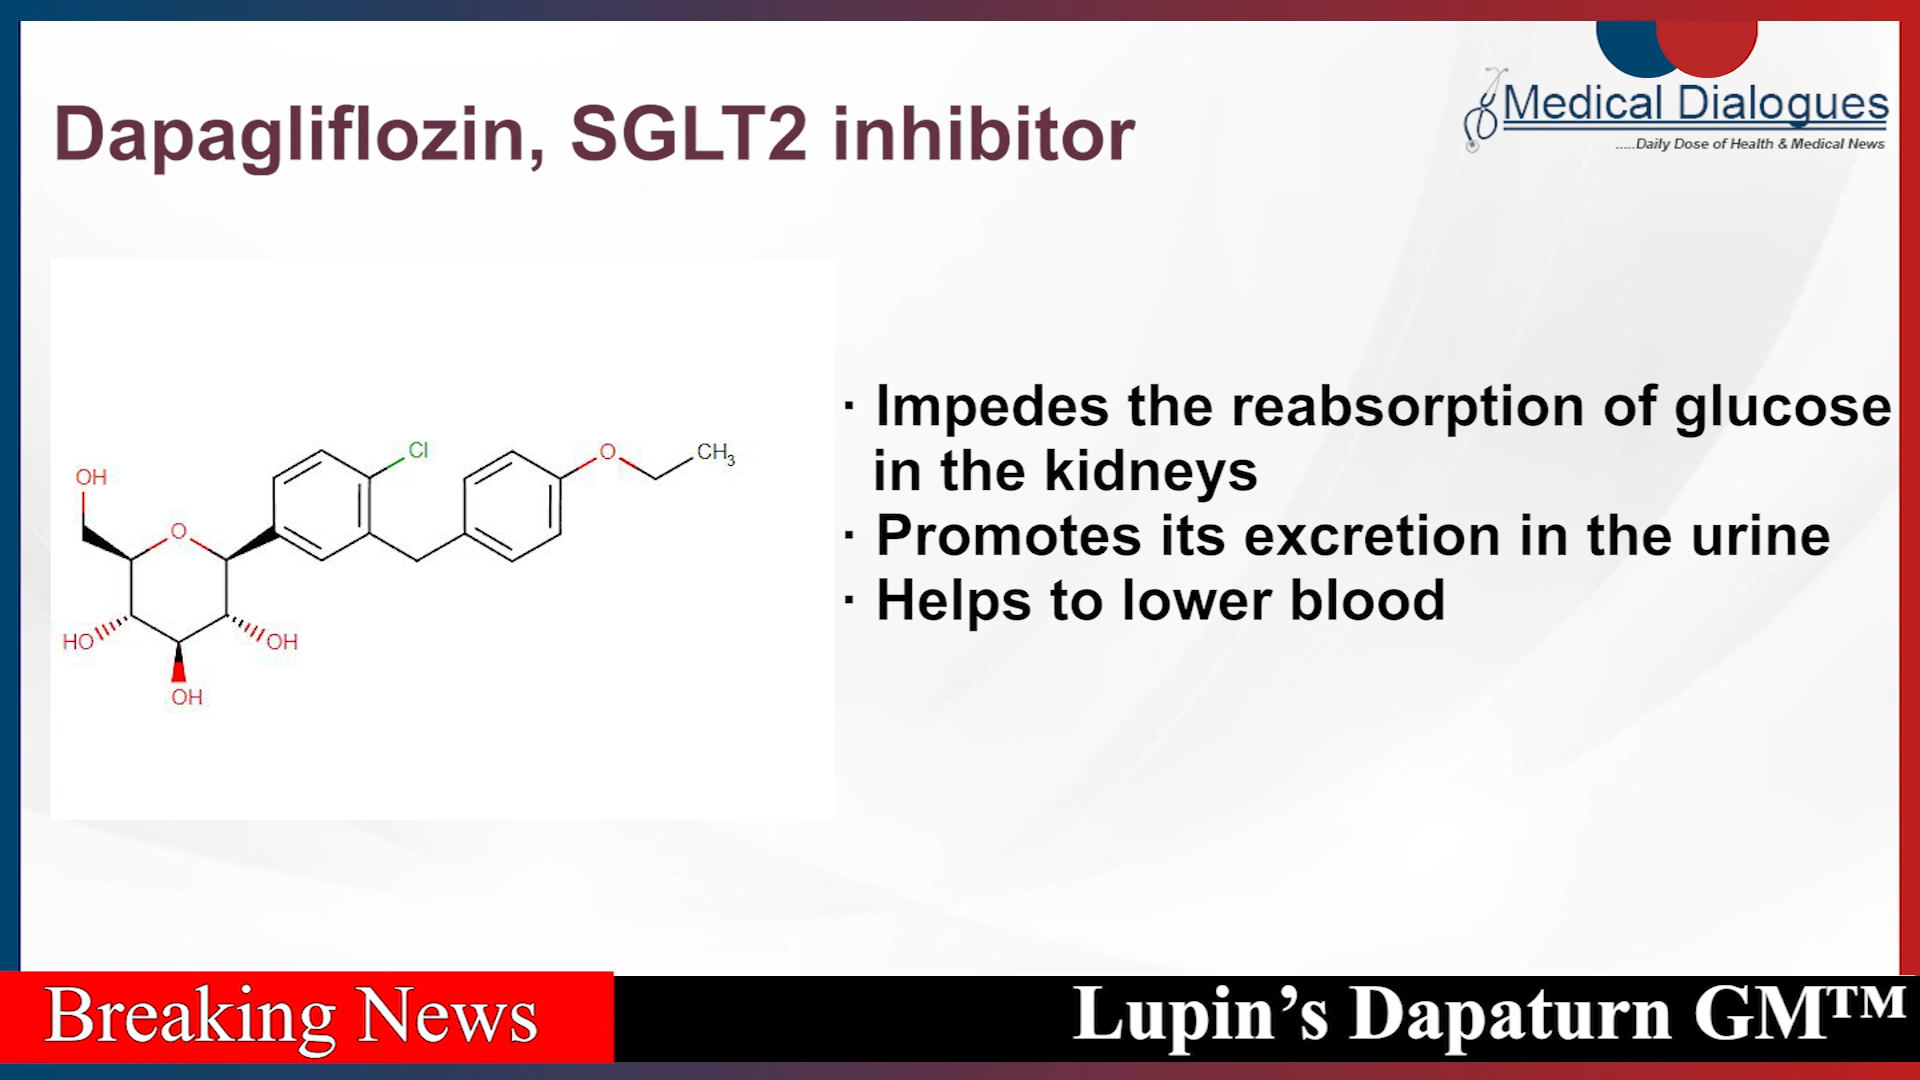 Medical Dialogues
.....Daily Dose of Health & Medical News
Dapagliflozin, SGLT2 inhibitor
· Impedes the reabsorption of glucose
in the kidneys
· Promotes its excretion in the urine
· Helps to lower blood
Cl
O
CH3
OH
O
HO
OH
OH
Breaking News
Lupin’s Dapaturn GM™